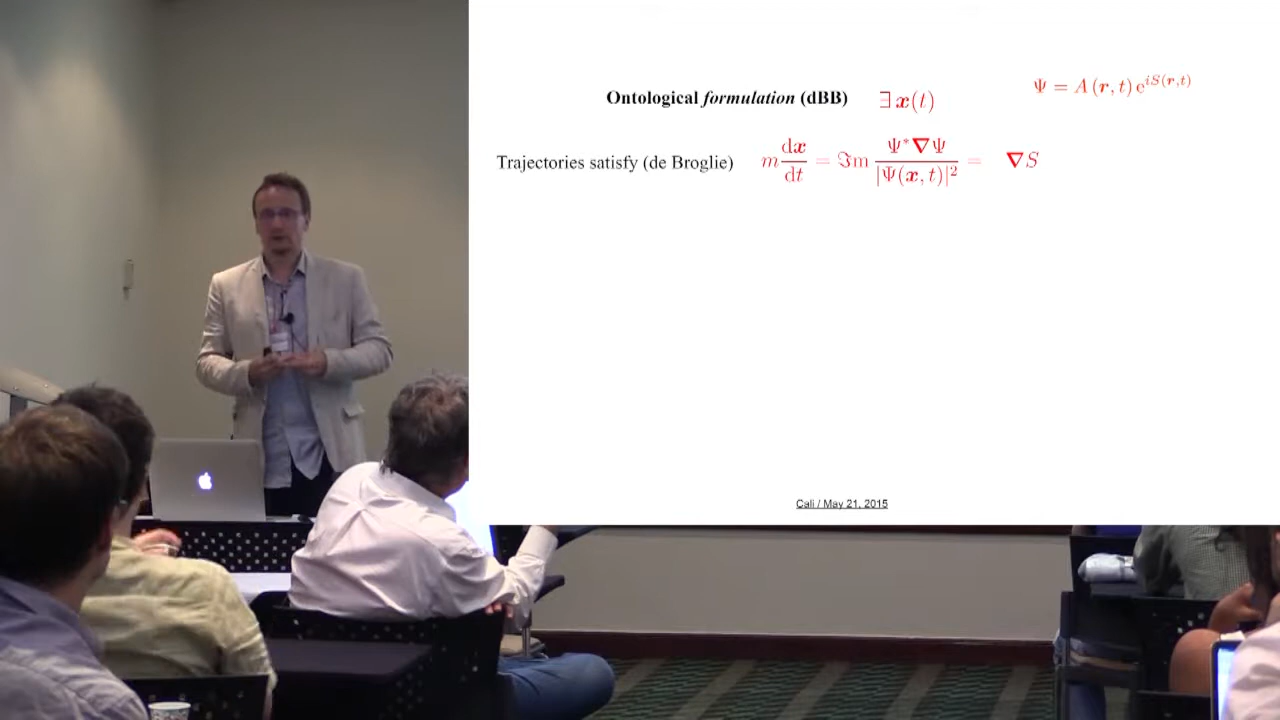 Ontological formulation (dBB) ∃ x(t) Ψ = A (r, t) e^{iS(r,t)}
Trajectories satisfy (de Broglie) m dx/dt = ℑm Ψ*∇Ψ / |Ψ(x, t)|² = ∇S
Cali / May 21, 2015